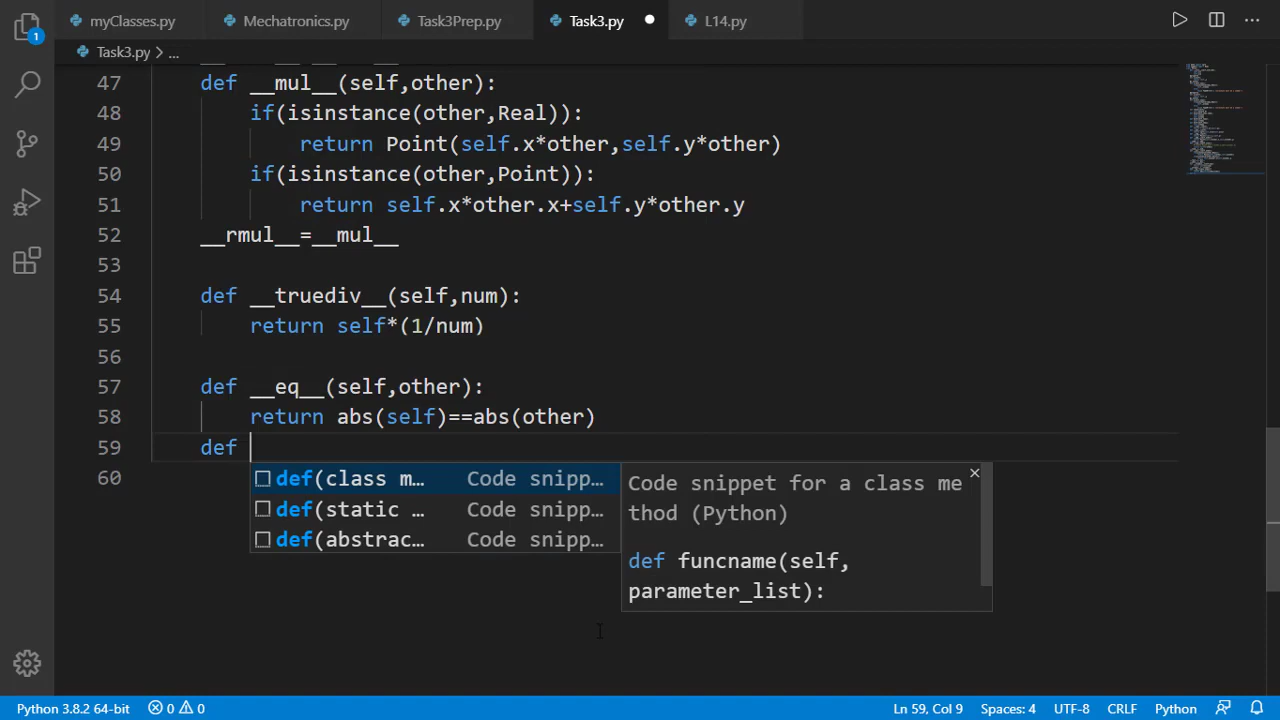 myClasses.py Mechatronics.py Task3Prep.py Task3.py L14.py
Task3.py > ...
47 def __mul__(self,other):
48 if(isinstance(other,Real)):
49 return Point(self.x*other,self.y*other)
50 if(isinstance(other,Point)):
51 return self.x*other.x+self.y*other.y
52 __rmul__=__mul__
53
54 def __truediv__(self,num):
55 return self*(1/num)
56
57 def __eq__(self,other):
58 return abs(self)==abs(other)
59 def
60
def(class m… Code snipp…
def(static … Code snipp…
def(abstrac… Code snipp…
Code snippet for a class me
thod (Python)
def funcname(self,
parameter_list):
1
Python 3.8.2 64-bit 0 0 Ln 59, Col 9 Spaces: 4 UTF-8 CRLF Python